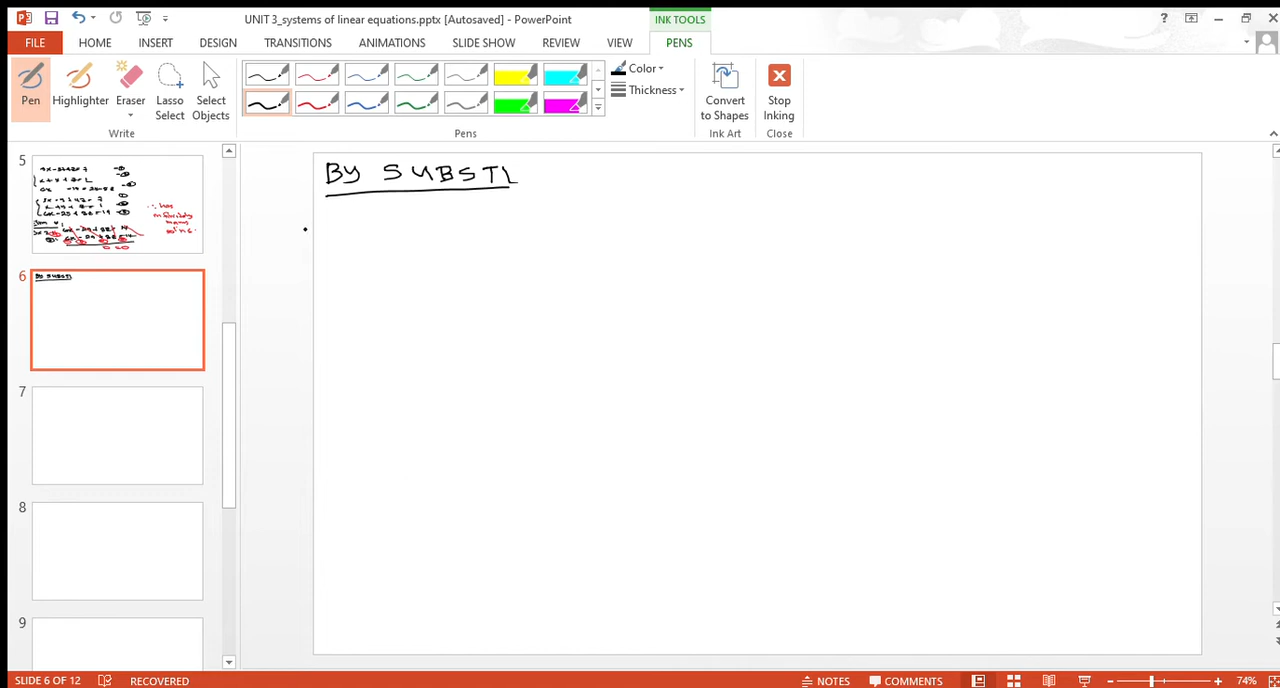 UNIT 3_systems of linear equations.pptx [Autosaved] - PowerPoint
INK TOOLS
?
FILE HOME INSERT DESIGN TRANSITIONS ANIMATIONS SLIDE SHOW REVIEW VIEW PENS
Pen Highlighter Eraser Lasso Select Select Objects
Write
Pens
Color
Thickness
Convert to Shapes
Ink Art
Stop Inking
Close
5
6
BY SUBSTI
7
8
9
BY SUBSTI
SLIDE 6 OF 12 RECOVERED NOTES COMMENTS 74%